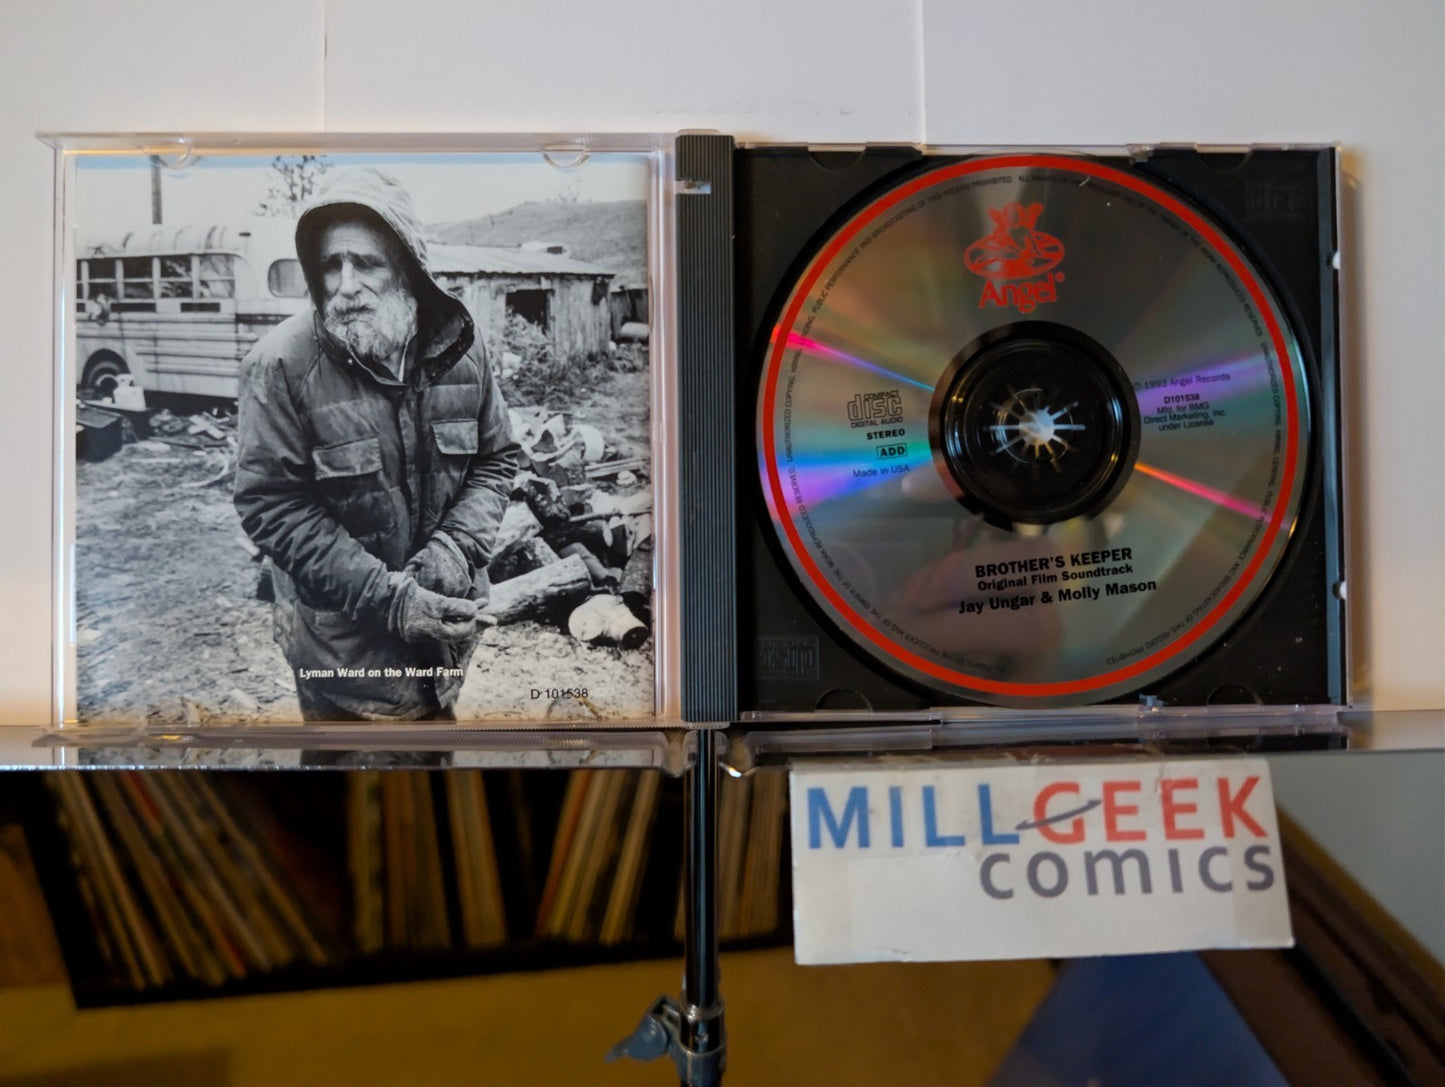 Lyman Ward on the Ward Farm
D 101538
Angel®
COMPACT
disc
DIGITAL AUDIO
STEREO
ADD
Made in USA
1993 Angel Records
D101538
Mfd. for BMG
Direct Marketing, Inc.
under License
BROTHER'S KEEPER
Original Film Soundtrack
Jay Ungar & Molly Mason
MILLGEEK
comics